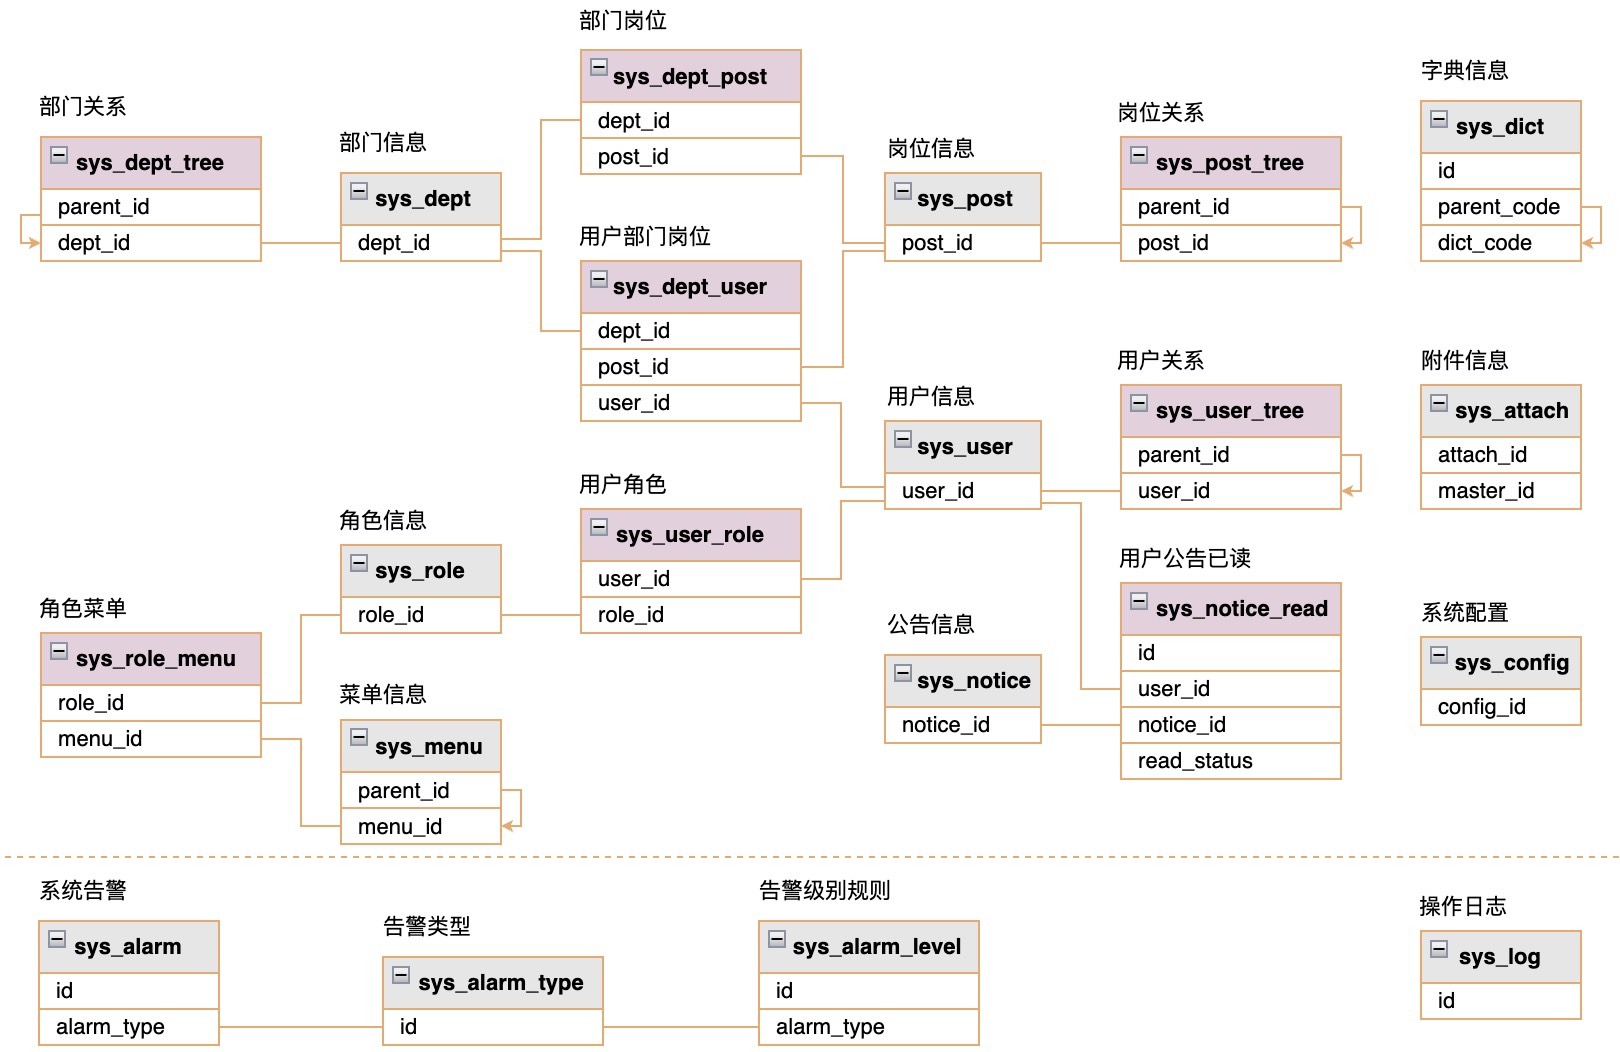 部门关系
sys_dept_tree
parent_id
dept_id
部门信息
sys_dept
dept_id
部门岗位
sys_dept_post
dept_id
post_id
用户部门岗位
sys_dept_user
dept_id
post_id
user_id
岗位信息
sys_post
post_id
岗位关系
sys_post_tree
parent_id
post_id
字典信息
sys_dict
id
parent_code
dict_code
用户信息
sys_user
user_id
用户关系
sys_user_tree
parent_id
user_id
附件信息
sys_attach
attach_id
master_id
角色菜单
sys_role_menu
role_id
menu_id
角色信息
sys_role
role_id
菜单信息
sys_menu
parent_id
menu_id
用户角色
sys_user_role
user_id
role_id
公告信息
sys_notice
notice_id
用户公告已读
sys_notice_read
id
user_id
notice_id
read_status
系统配置
sys_config
config_id
系统告警
sys_alarm
id
alarm_type
告警类型
sys_alarm_type
id
告警级别规则
sys_alarm_level
id
alarm_type
操作日志
sys_log
id